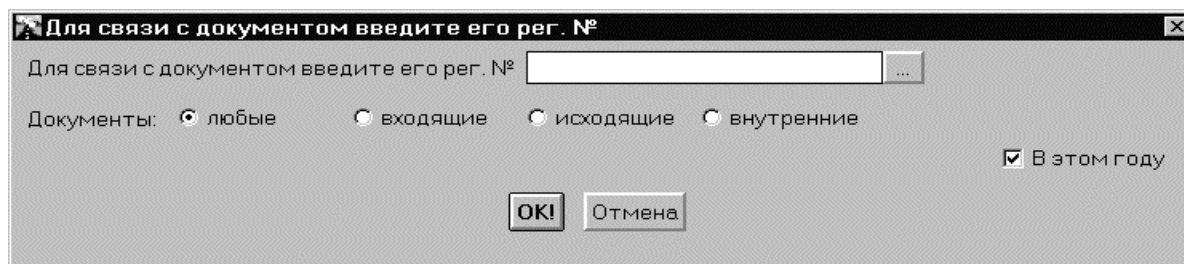 Для связи с документом введите его рег. №
Для связи с документом введите его рег. № ...
Документы: любые входящие исходящие внутренние
В этом году
OK! Отмена